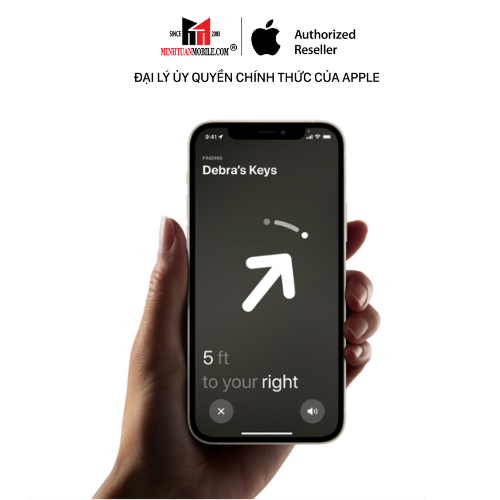 SINCE 2003
MINHTUANMOBILE.COM®
Authorized
Reseller
ĐẠI LÝ ỦY QUYỀN CHÍNH THỨC CỦA APPLE
9:41
FINDING
Debra's Keys
5 ft
to your right